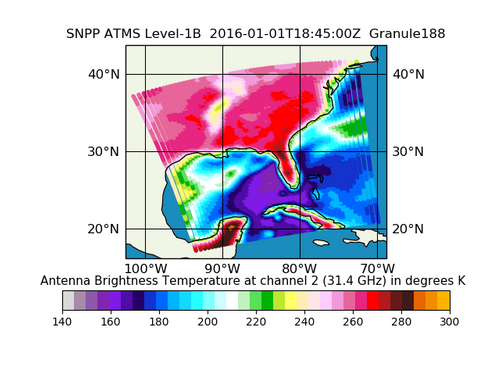 SNPP ATMS Level-1B  2016-01-01T18:45:00Z  Granule188
40°N 40°N
30°N 30°N
20°N 20°N
100°W 90°W 80°W 70°W
Antenna Brightness Temperature at channel 2 (31.4 GHz) in degrees K
140 160 180 200 220 240 260 280 300